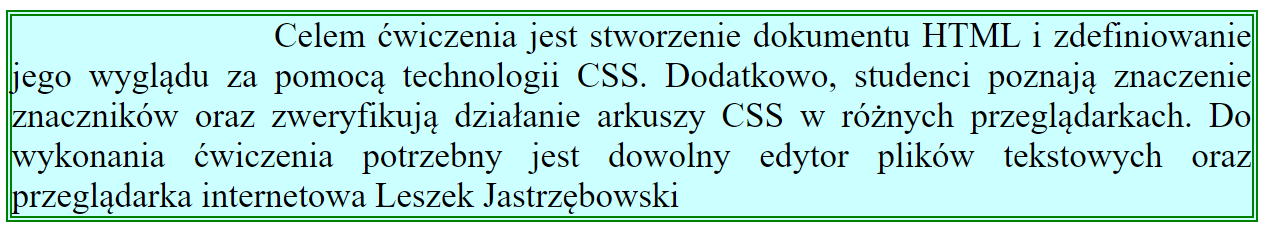 Celem ćwiczenia jest stworzenie dokumentu HTML i zdefiniowanie
jego wyglądu za pomocą technologii CSS. Dodatkowo, studenci poznają znaczenie
znaczników oraz zweryfikują działanie arkuszy CSS w różnych przeglądarkach. Do
wykonania ćwiczenia potrzebny jest dowolny edytor plików tekstowych oraz
przeglądarka internetowa Leszek Jastrzębowski